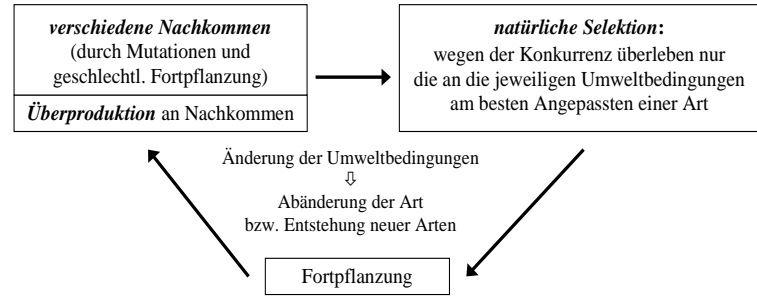 verschiedene Nachkommen
(durch Mutationen und
geschlechtl. Fortpflanzung)
Überproduktion an Nachkommen
natürliche Selektion:
wegen der Konkurrenz überleben nur
die an die jeweiligen Umweltbedingungen
am besten Angepassten einer Art
Änderung der Umweltbedingungen
⇩
Abänderung der Art
bzw. Entstehung neuer Arten
Fortpflanzung